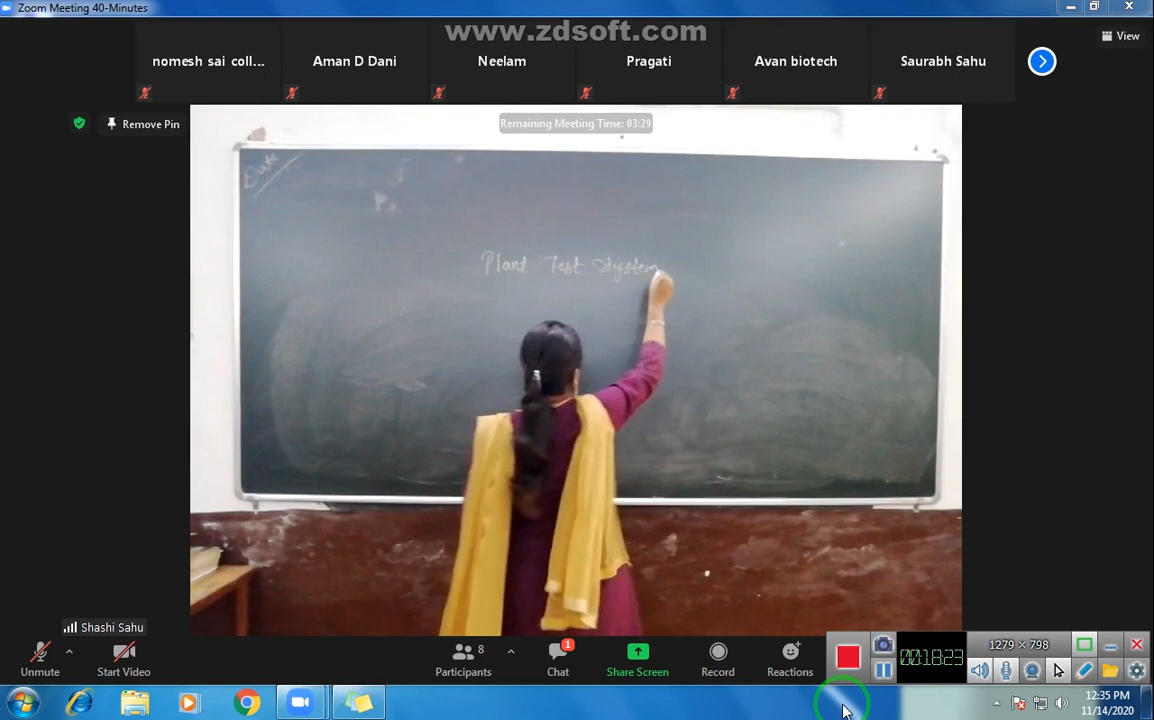 Zoom Meeting 40-Minutes
www.zdsoft.com
View
nomesh sai coll...
Aman D Dani
Neelam
Pragati
Avan biotech
Saurabh Sahu
Remove Pin
Remaining Meeting Time: 03:29
Date
Plant Test System
Shashi Sahu
Unmute
Start Video
8
Participants
1
Chat
Share Screen
Record
Reactions
00:18:23
1279 × 798
12:35 PM
11/14/2020